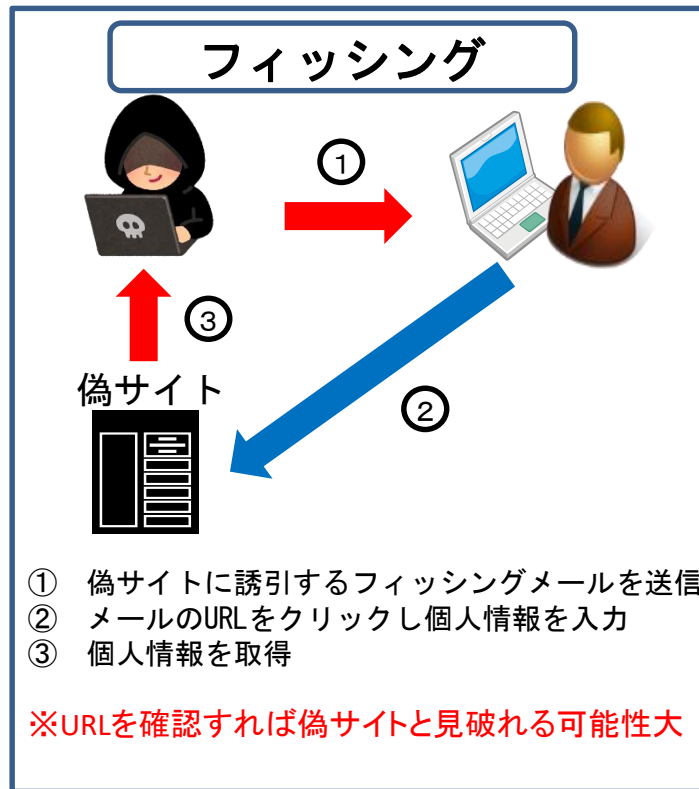 フィッシング
①
③
偽サイト
②
① 偽サイトに誘引するフィッシングメールを送信
② メールのURLをクリックし個人情報を入力
③ 個人情報を取得
※URLを確認すれば偽サイトと見破れる可能性大